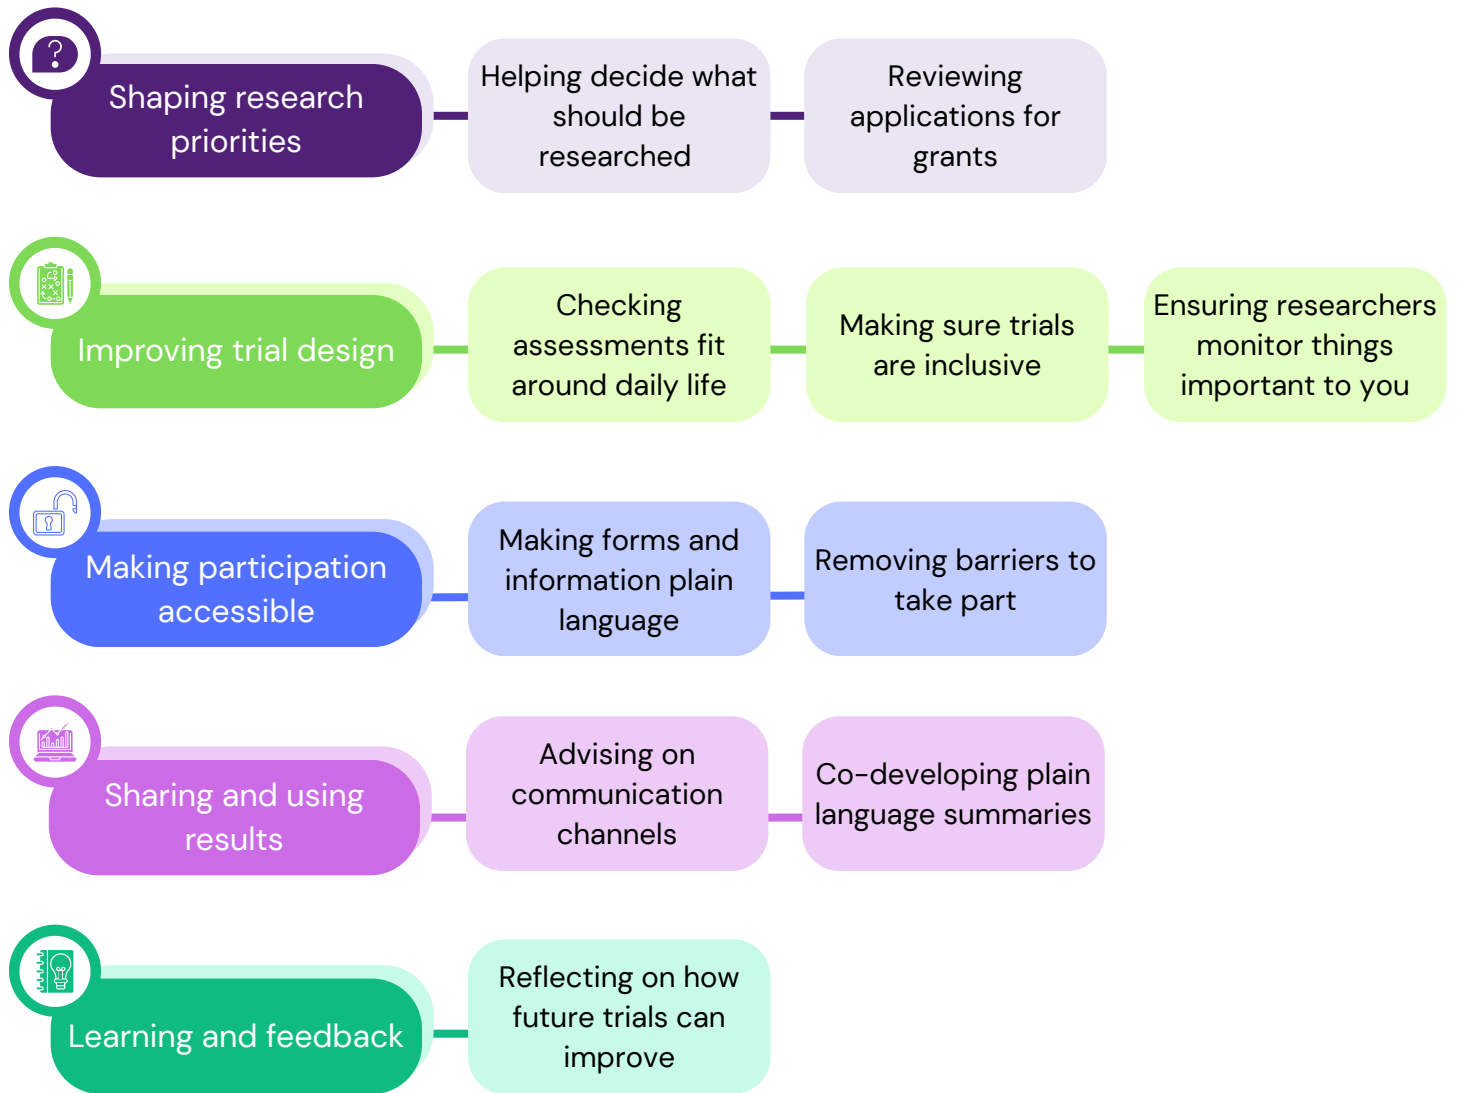 Shaping research
priorities
Helping decide what
should be
researched
Reviewing
applications for
grants
Improving trial design
Checking
assessments fit
around daily life
Making sure trials
are inclusive
Ensuring researchers
monitor things
important to you
Making participation
accessible
Making forms and
information plain
language
Removing barriers to
take part
Sharing and using
results
Advising on
communication
channels
Co-developing plain
language summaries
Learning and feedback
Reflecting on how
future trials can
improve